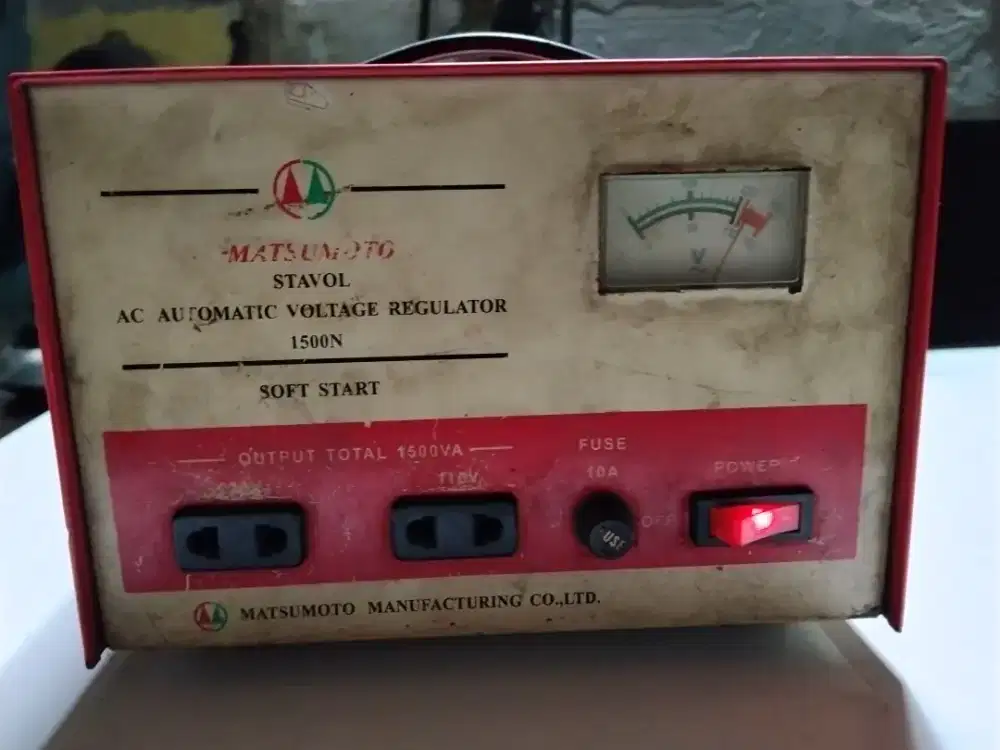 MATSUMOTO
STAVOL
AC AUTOMATIC VOLTAGE REGULATOR
1500N
SOFT START
V
OUTPUT TOTAL 1500VA
110V
FUSE
10A
FUSE
POWER
OFF
MATSUMOTO MANUFACTURING CO.,LTD.